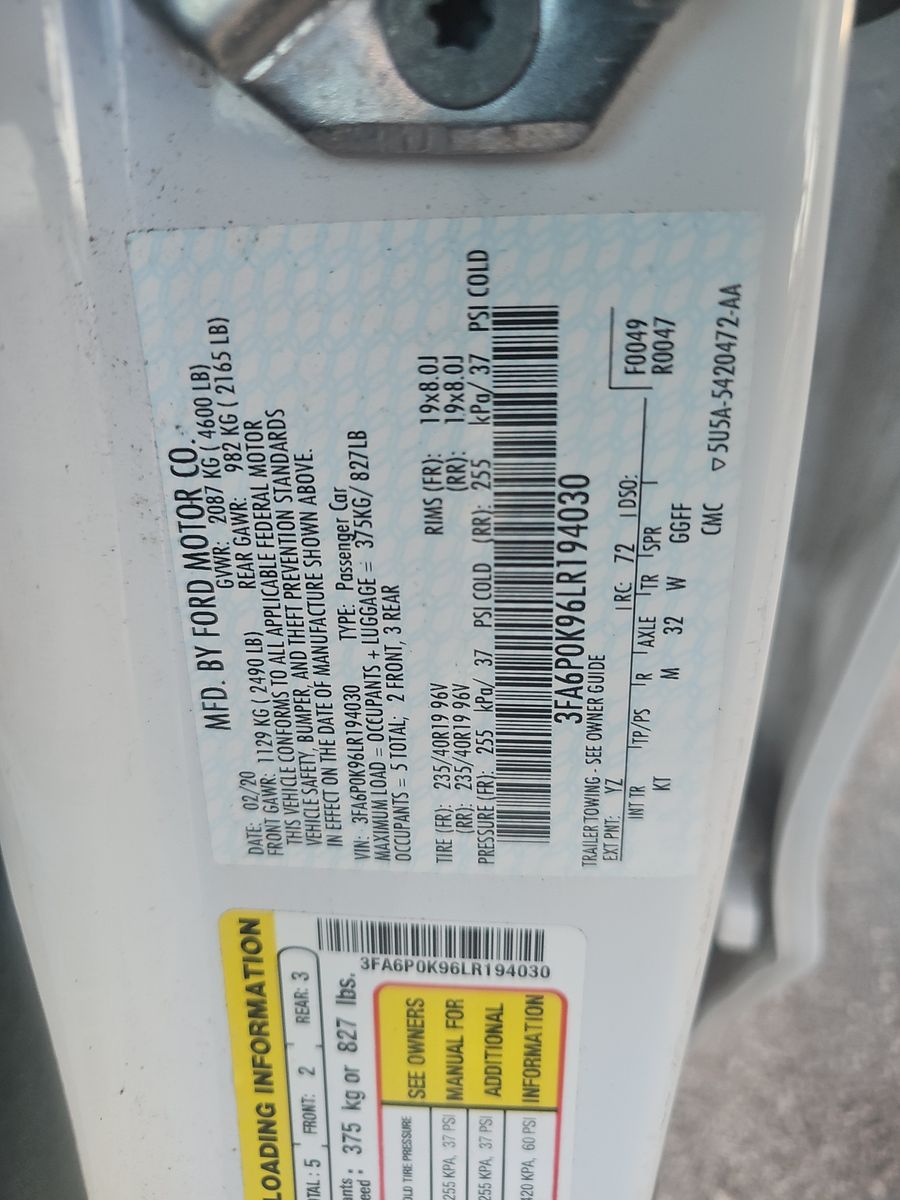 MFD. BY FORD MOTOR CO.
DATE: 02/20 GVWR: 2087 KG ( 4600 LB)
FRONT GAWR: 1129 KG ( 2490 LB) REAR GAWR: 982 KG ( 2165 LB)
THIS VEHICLE CONFORMS TO ALL APPLICABLE FEDERAL MOTOR
VEHICLE SAFETY, BUMPER, AND THEFT PREVENTION STANDARDS
IN EFFECT ON THE DATE OF MANUFACTURE SHOWN ABOVE.
VIN: 3FA6P0K96LR194030 TYPE: Passenger Car
MAXIMUM LOAD = OCCUPANTS + LUGGAGE = 375KG/ 827LB
OCCUPANTS = 5 TOTAL; 2 FRONT, 3 REAR
TIRE (FR): 235/40R19 96V RIMS (FR): 19x8.0J
(RR): 235/40R19 96V (RR): 19x8.0J
PRESSURE (FR): 255 kPa/ 37 PSI COLD (RR): 255 kPa/ 37 PSI COLD
3FA6P0K96LR194030
TRAILER TOWING - SEE OWNER GUIDE
EXT PNT: YZ RC: 72 DSO: F0049
INT TR TP/PS R AXLE TR SPR R0047
KT M 32 W GGFF
CMC
▽5U5A-5420472-AA
LOADING INFORMATION
OTAL : 5 FRONT: 2 REAR: 3
ants : 375 kg or 827 lbs.
eed
3FA6P0K96LR194030
OLD TIRE PRESSURE
255 KPA, 37 PSI
255 KPA, 37 PSI
420 KPA, 60 PSI
SEE OWNERS
MANUAL FOR
ADDITIONAL
INFORMATION